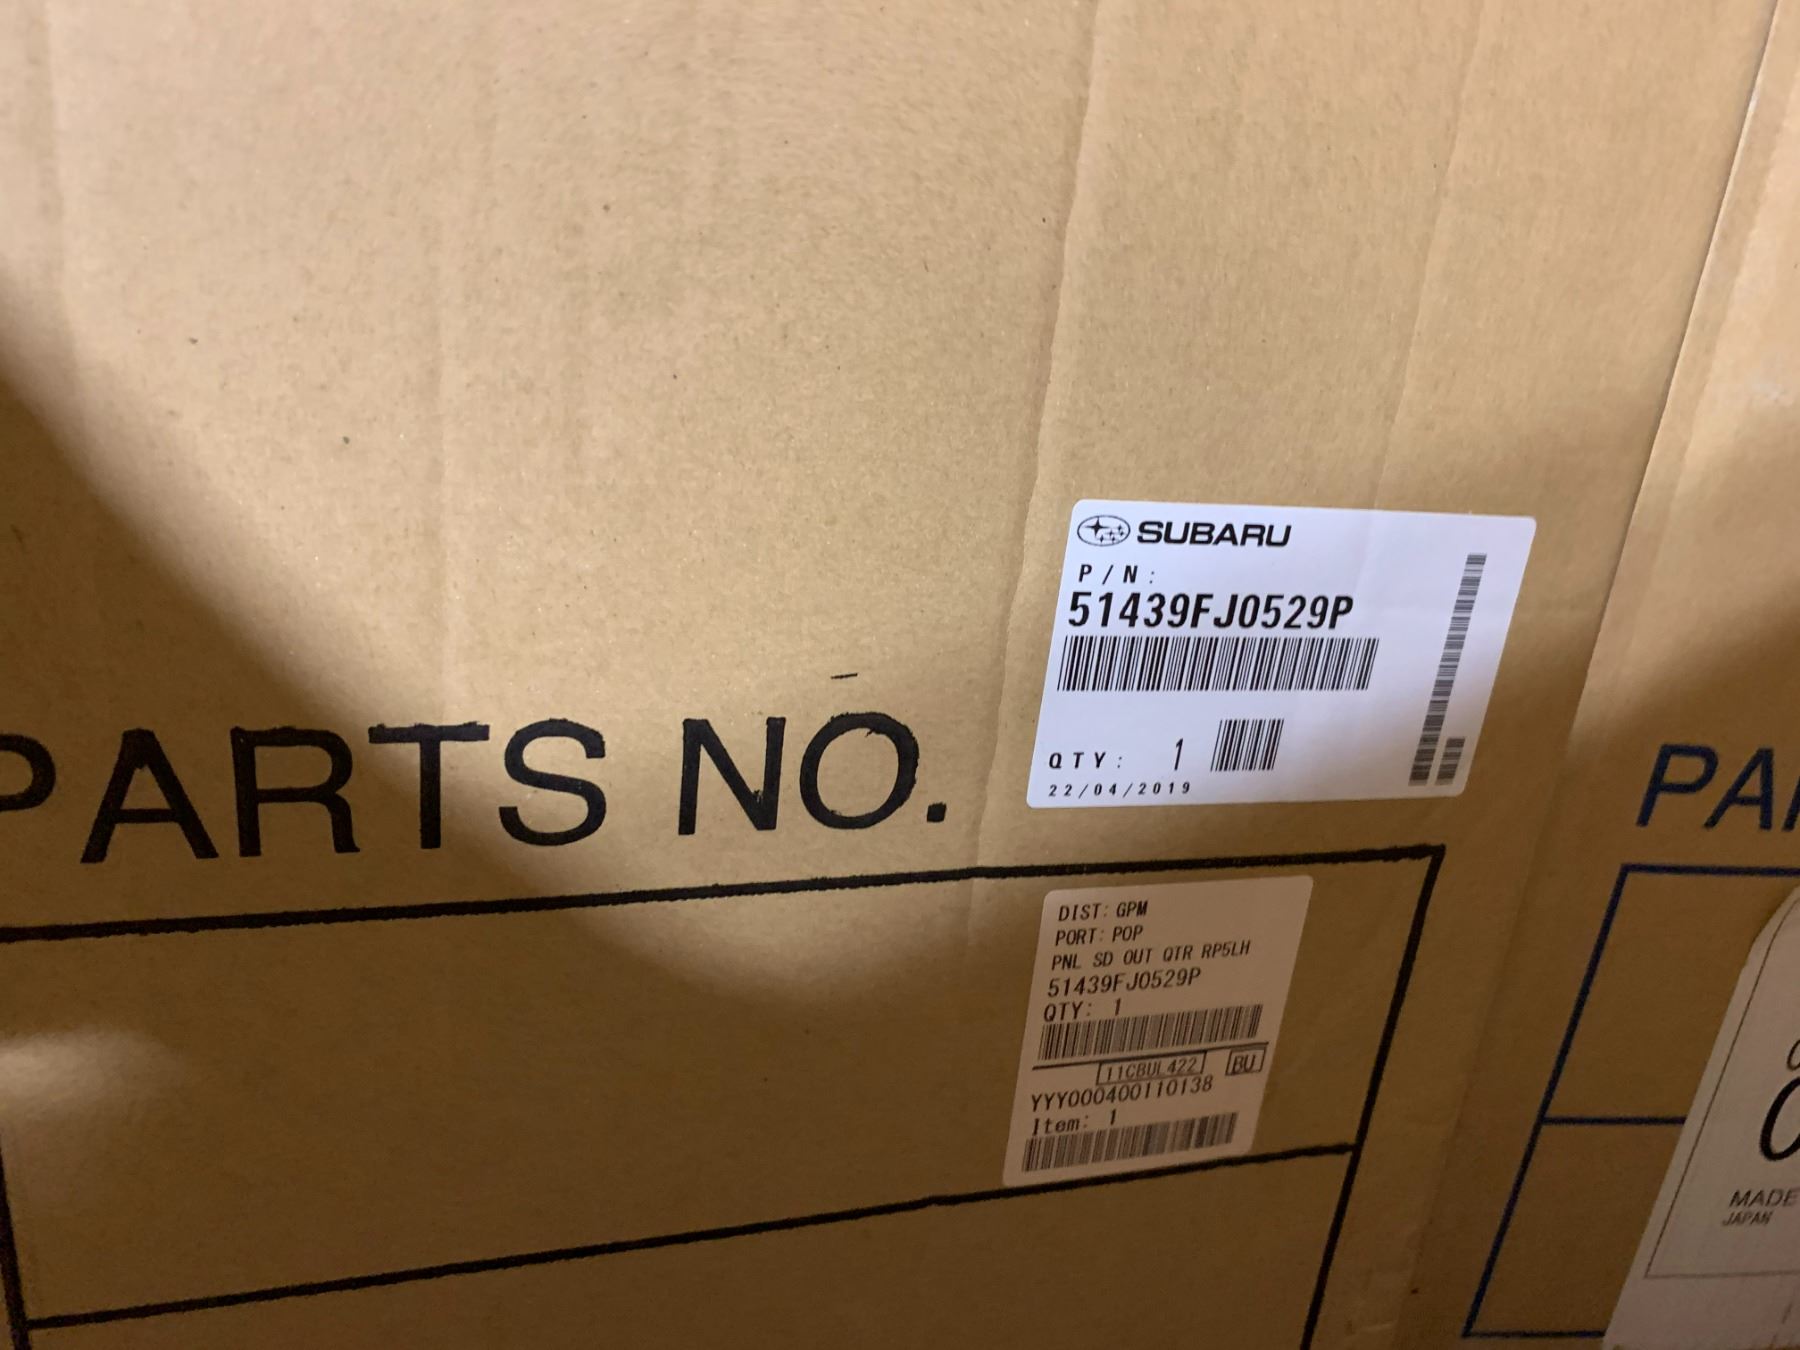 SUBARU
P/N:
51439FJ0529P
QTY: 1
22/04/2019
PARTS NO.
DIST: GPM
PORT: POP
PNL SD OUT QTR RP5LH
51439FJ0529P
QTY: 1
11CBUL422 BU
YYY000400110138
Item: 1
PA
MADE
JAPAN